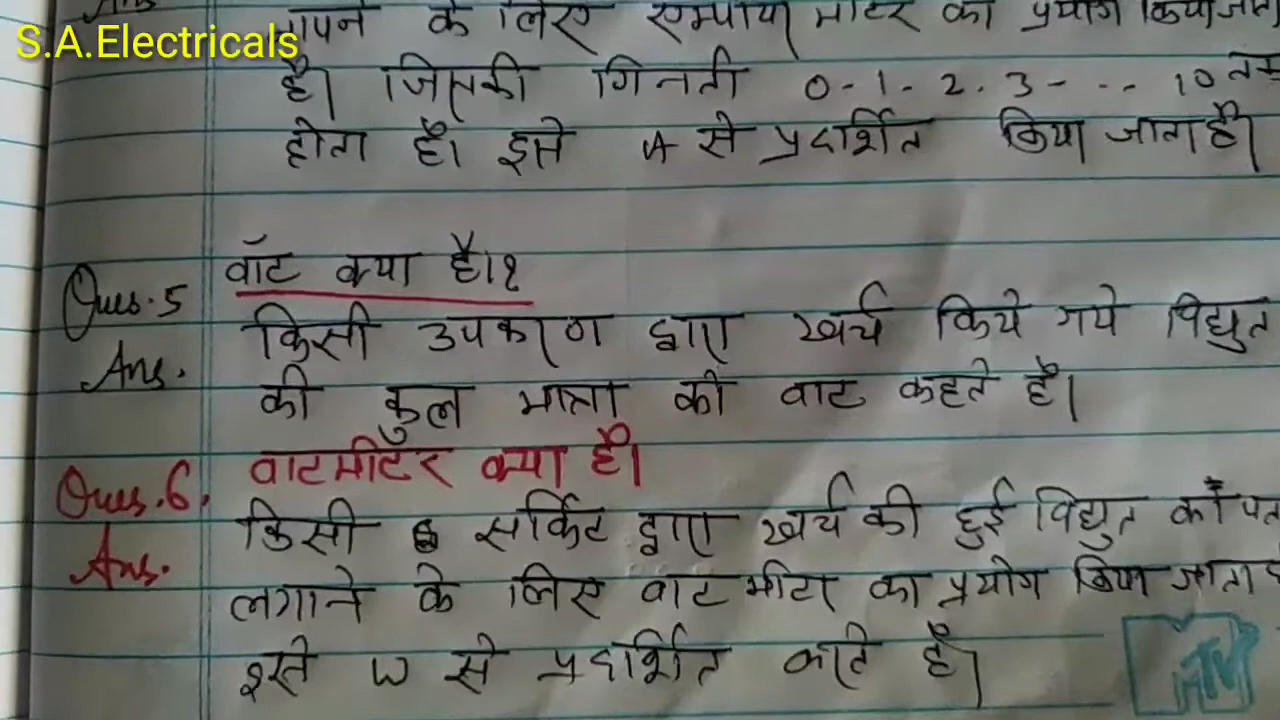 S.A.Electricals
मापने के लिए एम्पीयर मीटर का प्रयोग किया जाता
है। जिसकी गिनती 0-1-2.3-... 10 तक
होता है। इसे A से प्रदर्शित किया जाता है।
Ques.5 वॉट क्या है।?
Ans. किसी उपकरण द्वारा खर्च किये गये विद्युत
की कुल मात्रा को वाट कहते है।
Ques.6. वाटमीटर क्या है।
Ans. किसी सर्किट द्वारा खर्च की हुई विद्युत को
लगाने के लिए वाट मीटर का प्रयोग किया जाता
इसे W से प्रदर्शित करते है।
MTV